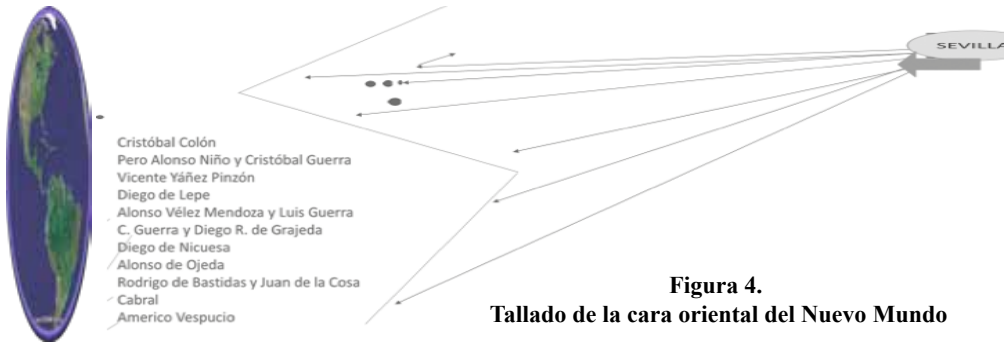 SEVILLA
Cristóbal Colón
Pero Alonso Niño y Cristóbal Guerra
Vicente Yáñez Pinzón
Diego de Lepe
Alonso Vélez Mendoza y Luis Guerra
C. Guerra y Diego R. de Grajeda
Diego de Nicuesa
Alonso de Ojeda
Rodrigo de Bastidas y Juan de la Cosa
Cabral
Americo Vespucio
Figura 4.
Tallado de la cara oriental del Nuevo Mundo